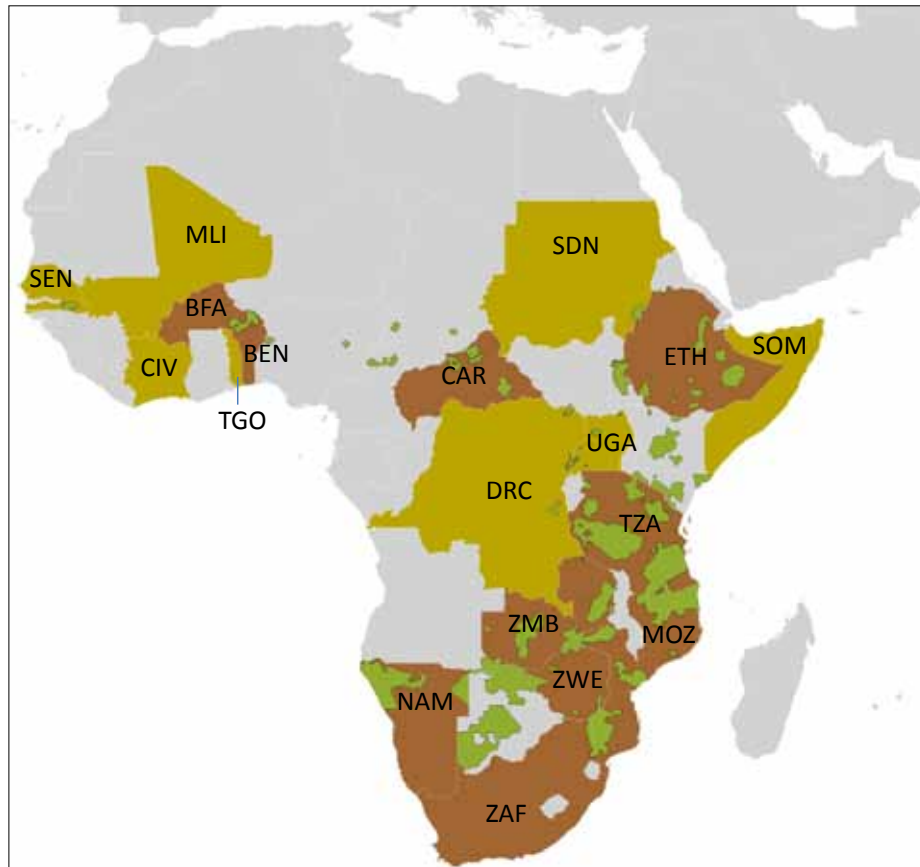 MLI
SDN
SEN
BFA
CIV
BEN
ETH
SOM
CAR
TGO
UGA
DRC
TZA
ZMB
MOZ
ZWE
NAM
ZAF